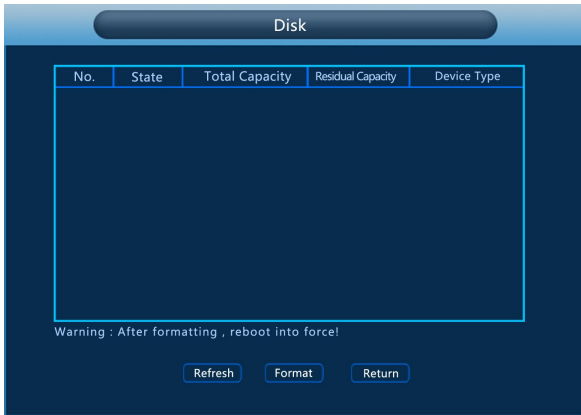 Disk
No. State Total Capacity Residual Capacity Device Type
Warning : After formatting , reboot into force!
Refresh Format Return